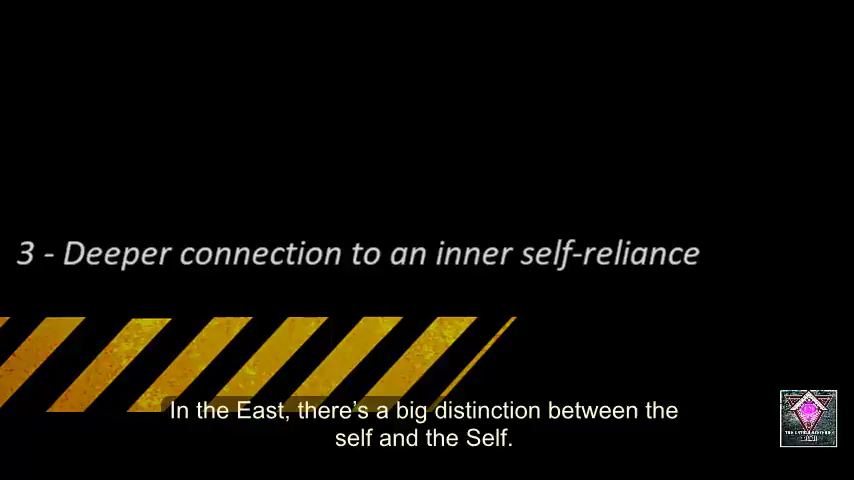 3 - Deeper connection to an inner self-reliance
In the East, there's a big distinction between the
self and the Self.